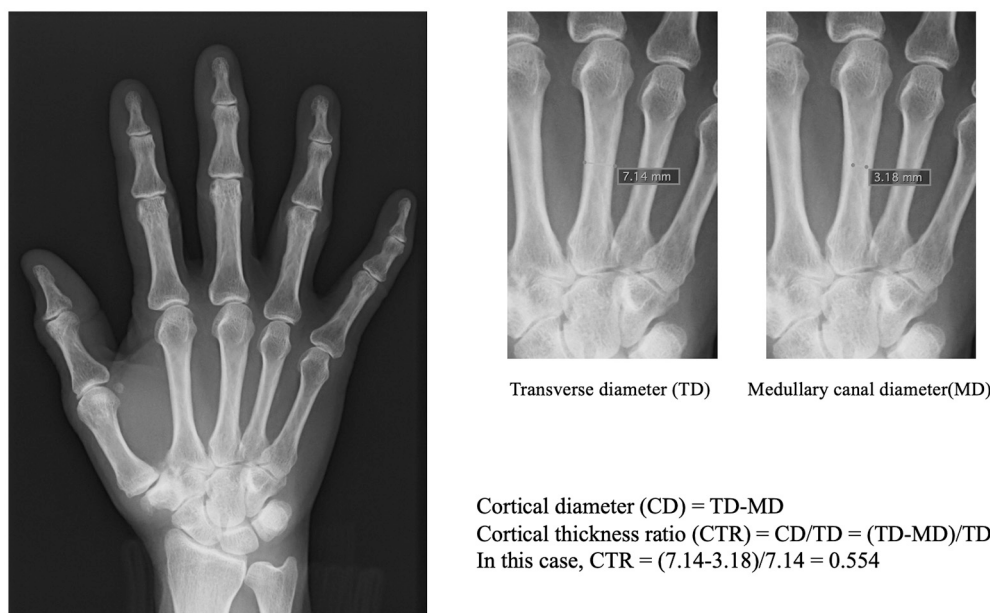 7.14 mm
3.18 mm
Transverse diameter (TD)
Medullary canal diameter(MD)
Cortical diameter (CD) = TD-MD
Cortical thickness ratio (CTR) = CD/TD = (TD-MD)/TD
In this case, CTR = (7.14-3.18)/7.14 = 0.554